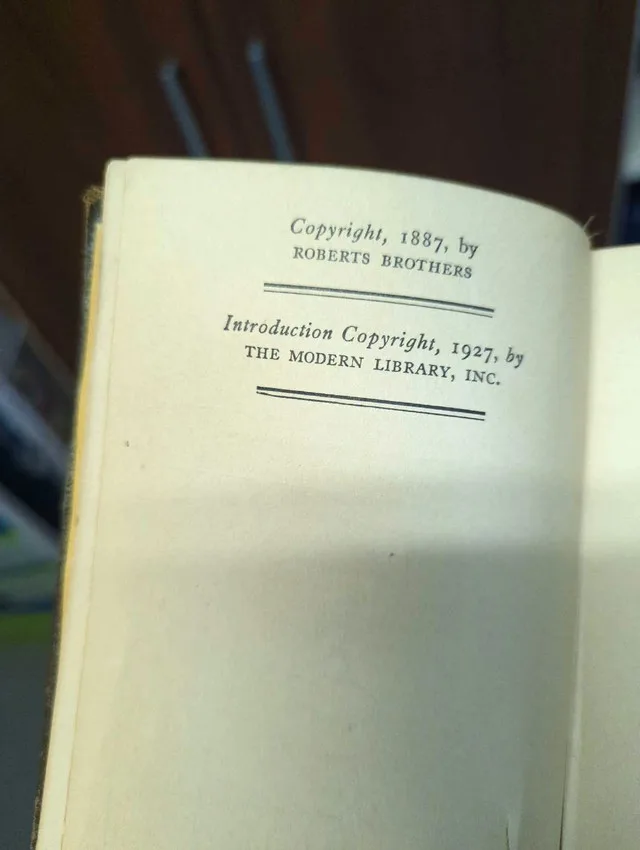 Copyright, 1887, by
ROBERTS BROTHERS
Introduction Copyright, 1927, by
THE MODERN LIBRARY, INC.